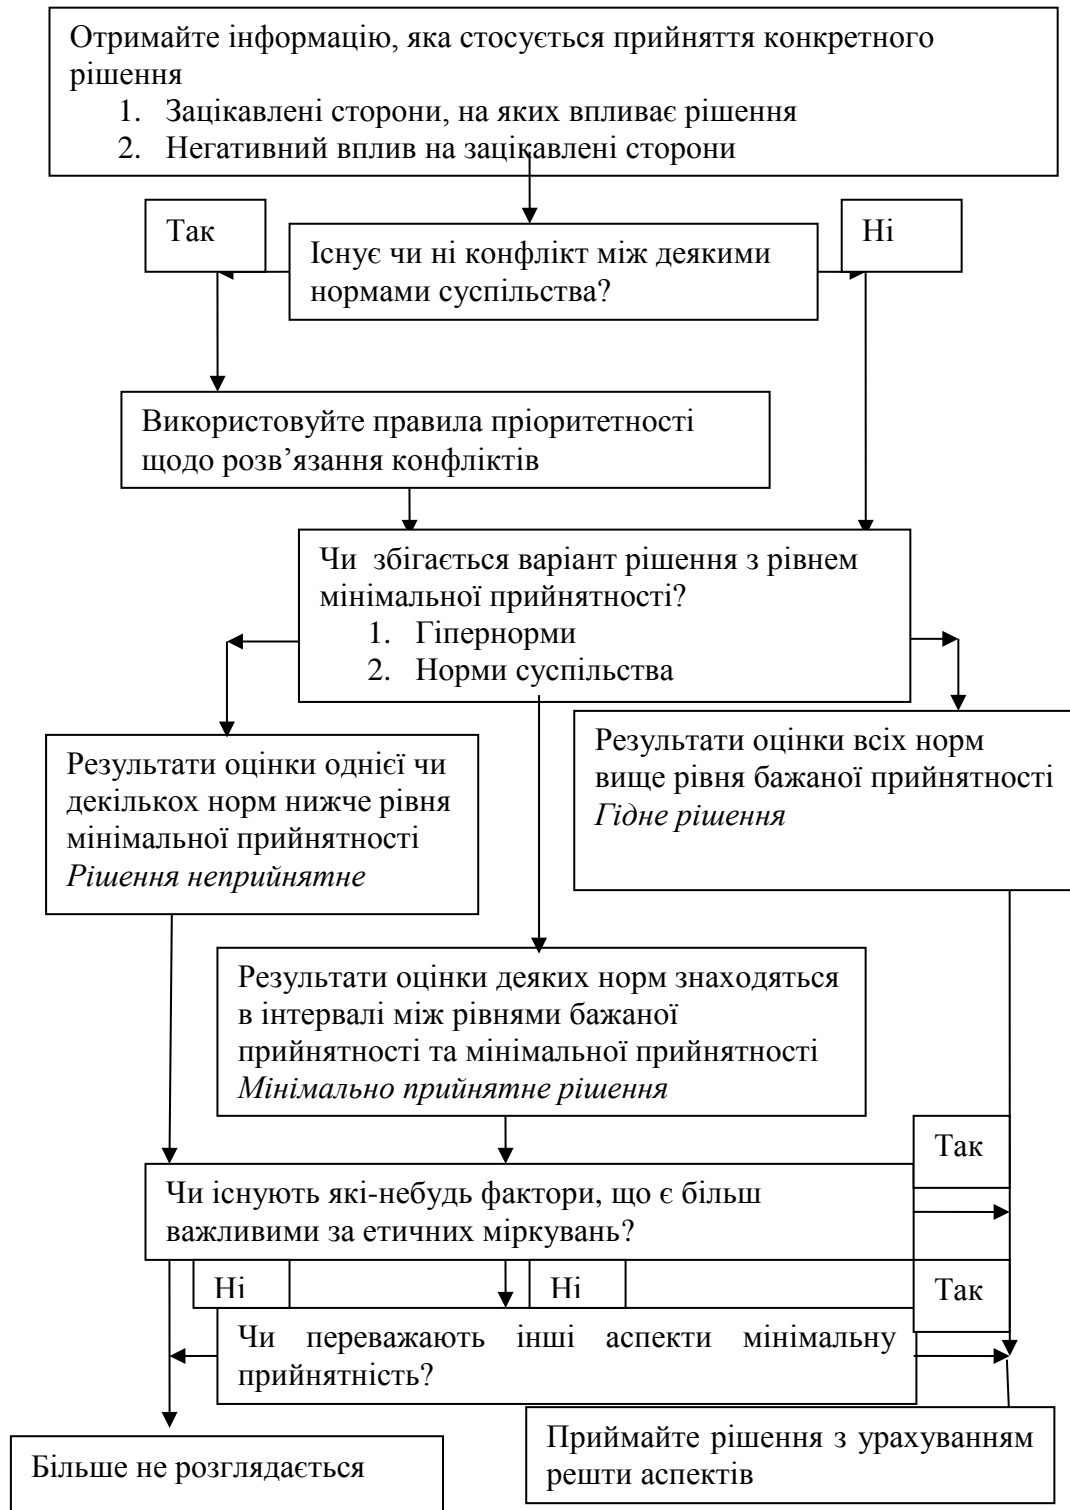 Отримайте інформацію, яка стосується прийняття конкретного
рішення
1. Зацікавлені сторони, на яких впливає рішення
2. Негативний вплив на зацікавлені сторони
Так
Ні
Існує чи ні конфлікт між деякими
нормами суспільства?
Використовуйте правила пріоритетності
щодо розв’язання конфліктів
Чи збігається варіант рішення з рівнем
мінімальної прийнятності?
1. Гіпернорми
2. Норми суспільства
Результати оцінки однієї чи
декількох норм нижче рівня
мінімальної прийнятності
Рішення неприйнятне
Результати оцінки всіх норм
вище рівня бажаної прийнятності
Гідне рішення
Результати оцінки деяких норм знаходяться
в інтервалі між рівнями бажаної
прийнятності та мінімальної прийнятності
Мінімально прийнятне рішення
Так
Чи існують які-небудь фактори, що є більш
важливими за етичних міркувань?
Ні
Ні
Так
Чи переважають інші аспекти мінімальну
прийнятність?
Більше не розглядається
Приймайте рішення з урахуванням
решти аспектів